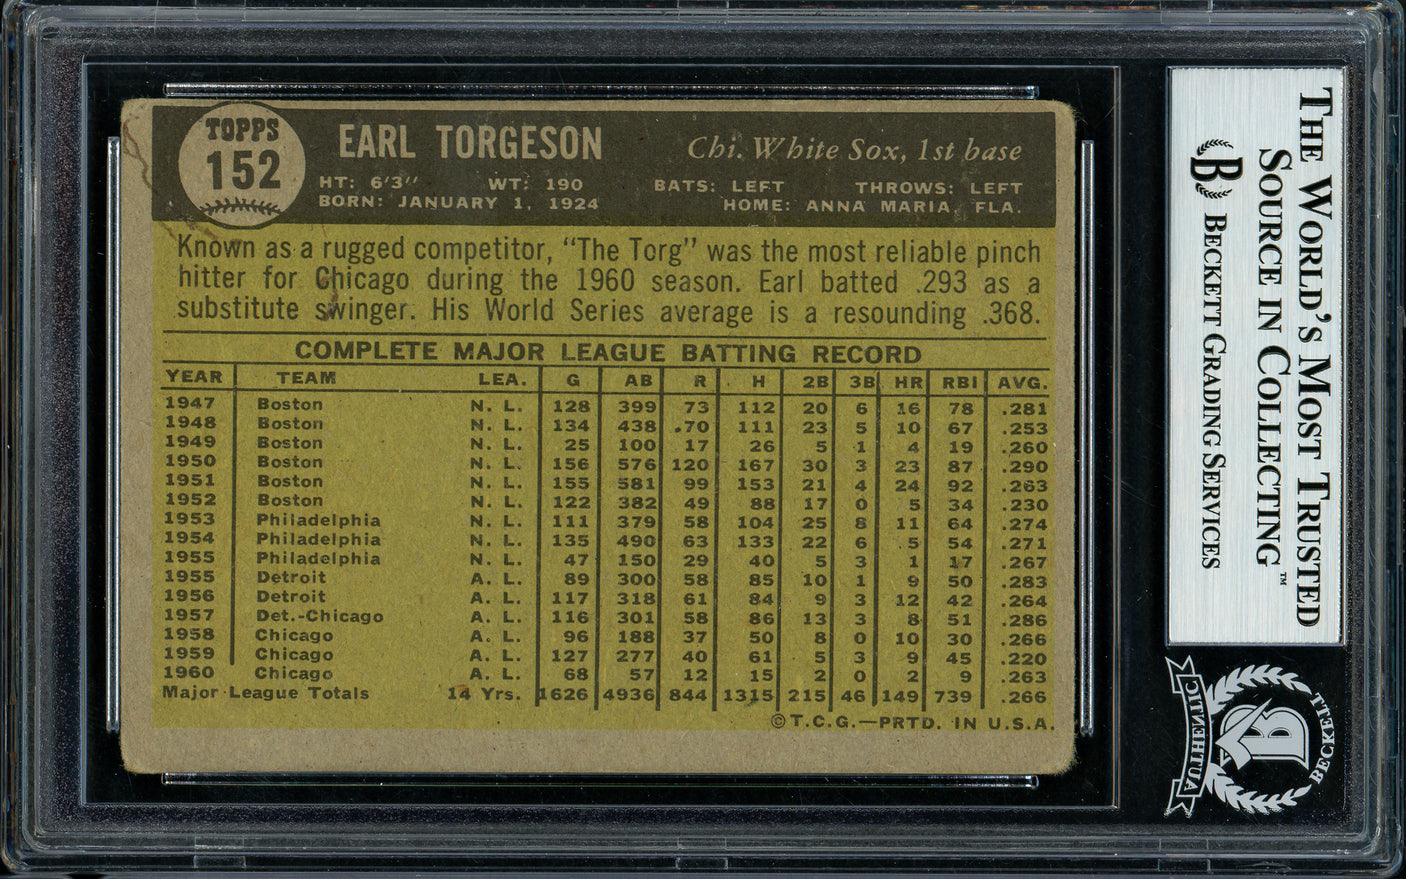 TOPPS
152
EARL TORGESON
Chi. White Sox, 1st base
HT: 6'3" WT: 190 BATS: LEFT THROWS: LEFT
BORN: JANUARY 1, 1924 HOME: ANNA MARIA, FLA.
Known as a rugged competitor, "The Torg" was the most reliable pinch
hitter for Chicago during the 1960 season. Earl batted .293 as a
substitute swinger. His World Series average is a resounding .368.
COMPLETE MAJOR LEAGUE BATTING RECORD
YEAR TEAM LEA. G AB R H 2B 3B HR RBI AVG.
1947 Boston N. L. 128 399 73 112 20 6 16 78 .281
1948 Boston N. L. 134 438 .70 111 23 5 10 67 .253
1949 Boston N. L. 25 100 17 26 5 1 4 19 .260
1950 Boston N. L. 156 576 120 167 30 3 23 87 .290
1951 Boston N. L. 155 581 99 153 21 4 24 92 .263
1952 Boston N. L. 122 382 49 88 17 0 5 34 .230
1953 Philadelphia N. L. 111 379 58 104 25 8 11 64 .274
1954 Philadelphia N. L. 135 490 63 133 22 6 5 54 .271
1955 Philadelphia N. L. 47 150 29 40 5 3 1 17 .267
1955 Detroit A. L. 89 300 58 85 10 1 9 50 .283
1956 Detroit A. L. 117 318 61 84 9 3 12 42 .264
1957 Det.-Chicago A. L. 116 301 58 86 13 3 8 51 .286
1958 Chicago A. L. 96 188 37 50 8 0 10 30 .266
1959 Chicago A. L. 127 277 40 61 5 3 9 45 .220
1960 Chicago A. L. 68 57 12 15 2 0 2 9 .263
Major League Totals 14 Yrs. 1626 4936 844 1315 215 46 149 739 .266
©T.C.G.—PRTD. IN U.S.A.
THE WORLD'S MOST TRUSTED
SOURCE IN COLLECTING™
B BECKETT GRADING SERVICES
BECKETT
B
AUTHENTIC